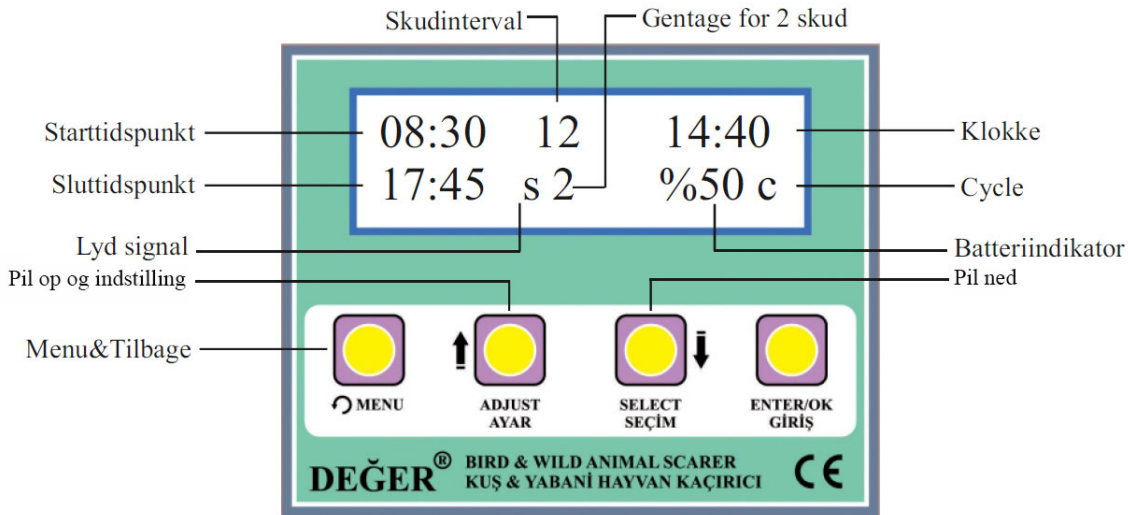 Skudinterval
Gentage for 2 skud
Starttidspunkt
08:30 12 14:40
Klokke
Sluttidspunkt
17:45 s 2 %50 c
Cycle
Lyd signal
Batteriindikator
Pil op og indstilling
Pil ned
Menu&Tilbage
MENU
ADJUST
AYAR
SELECT
SEÇİM
ENTER/OK
GİRİŞ
DEĞER® BIRD & WILD ANIMAL SCARER
KUŞ & YABANİ HAYVAN KAÇIRICI
CE